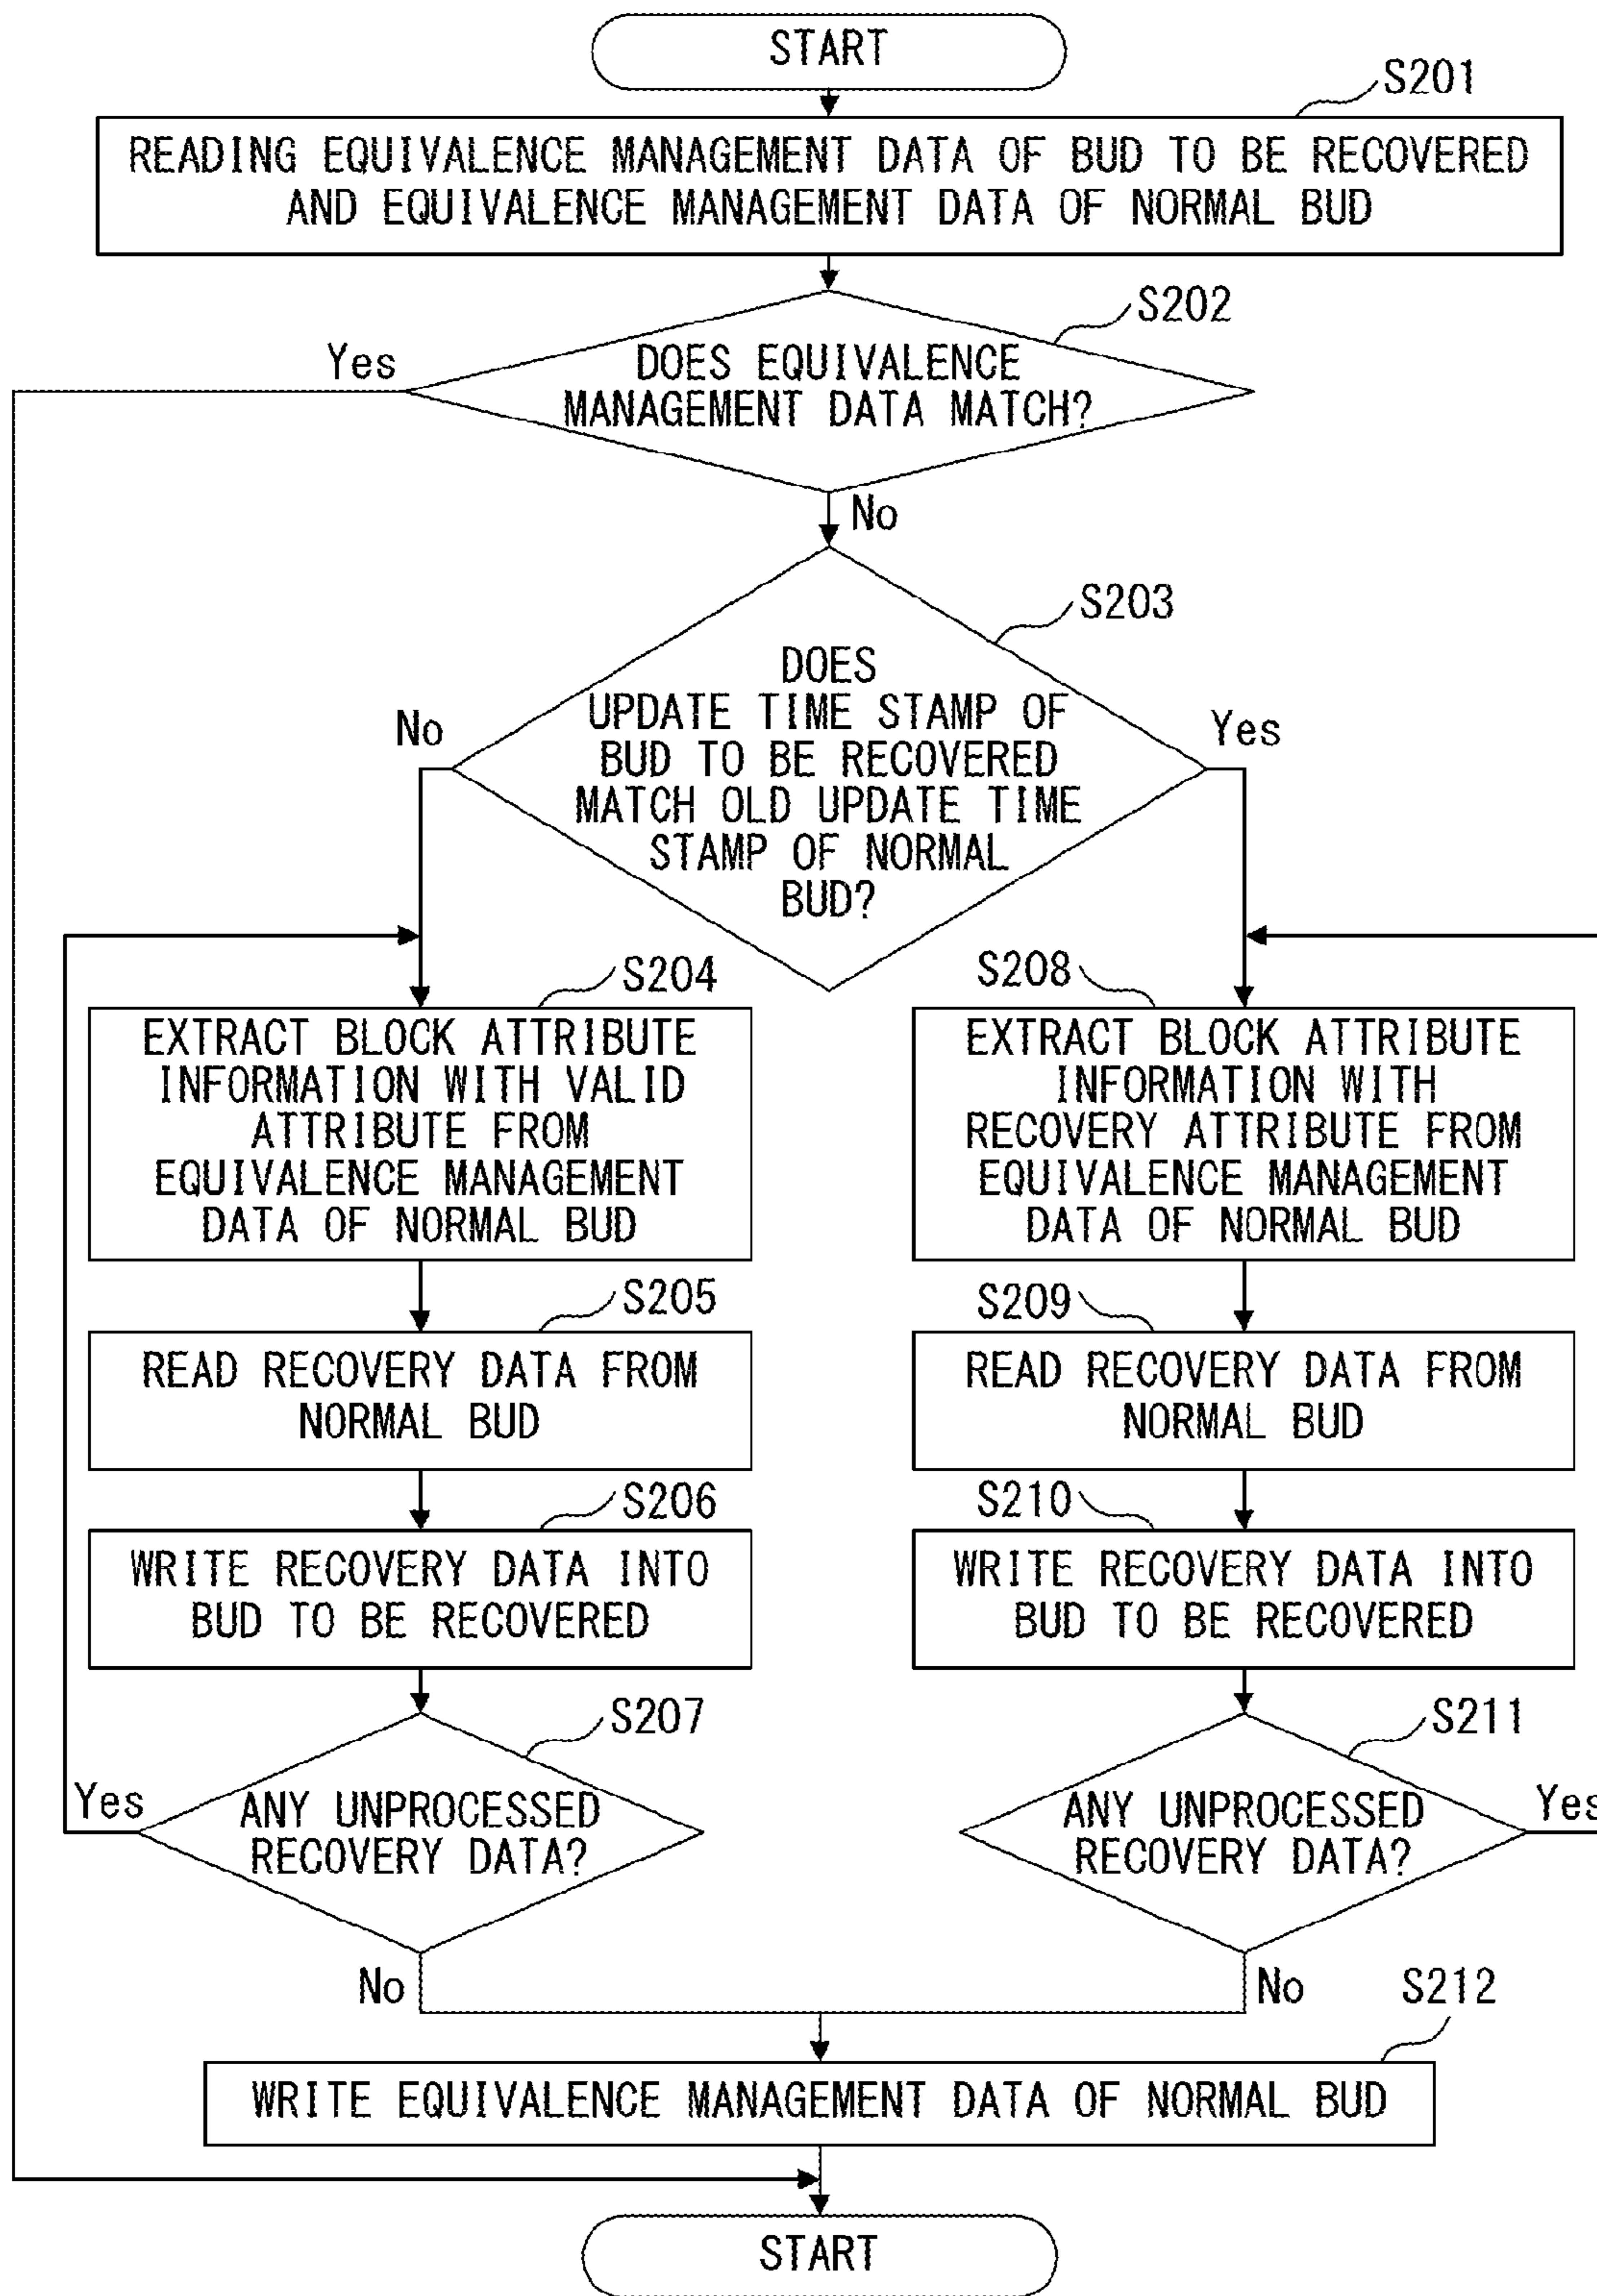 START
S201
READING EQUIVALENCE MANAGEMENT DATA OF BUD TO BE RECOVERED
AND EQUIVALENCE MANAGEMENT DATA OF NORMAL BUD
S202
Yes
DOES EQUIVALENCE
MANAGEMENT DATA MATCH?
No
S203
DOES
UPDATE TIME STAMP OF
BUD TO BE RECOVERED
MATCH OLD UPDATE TIME
STAMP OF NORMAL
BUD?
No
Yes
S204
EXTRACT BLOCK ATTRIBUTE
INFORMATION WITH VALID
ATTRIBUTE FROM
EQUIVALENCE MANAGEMENT
DATA OF NORMAL BUD
S205
READ RECOVERY DATA FROM
NORMAL BUD
S206
WRITE RECOVERY DATA INTO
BUD TO BE RECOVERED
S207
Yes
ANY UNPROCESSED
RECOVERY DATA?
No
S208
EXTRACT BLOCK ATTRIBUTE
INFORMATION WITH
RECOVERY ATTRIBUTE FROM
EQUIVALENCE MANAGEMENT
DATA OF NORMAL BUD
S209
READ RECOVERY DATA FROM
NORMAL BUD
S210
WRITE RECOVERY DATA INTO
BUD TO BE RECOVERED
S211
ANY UNPROCESSED
RECOVERY DATA?
Yes
No
S212
WRITE EQUIVALENCE MANAGEMENT DATA OF NORMAL BUD
START